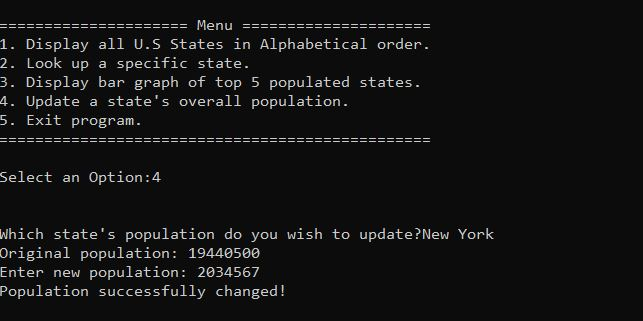 ===================== Menu =====================
1. Display all U.S States in Alphabetical order.
2. Look up a specific state.
3. Display bar graph of top 5 populated states.
4. Update a state's overall population.
5. Exit program.
================================================
Select an Option:4
Which state's population do you wish to update?New York
Original population: 19440500
Enter new population: 2034567
Population successfully changed!